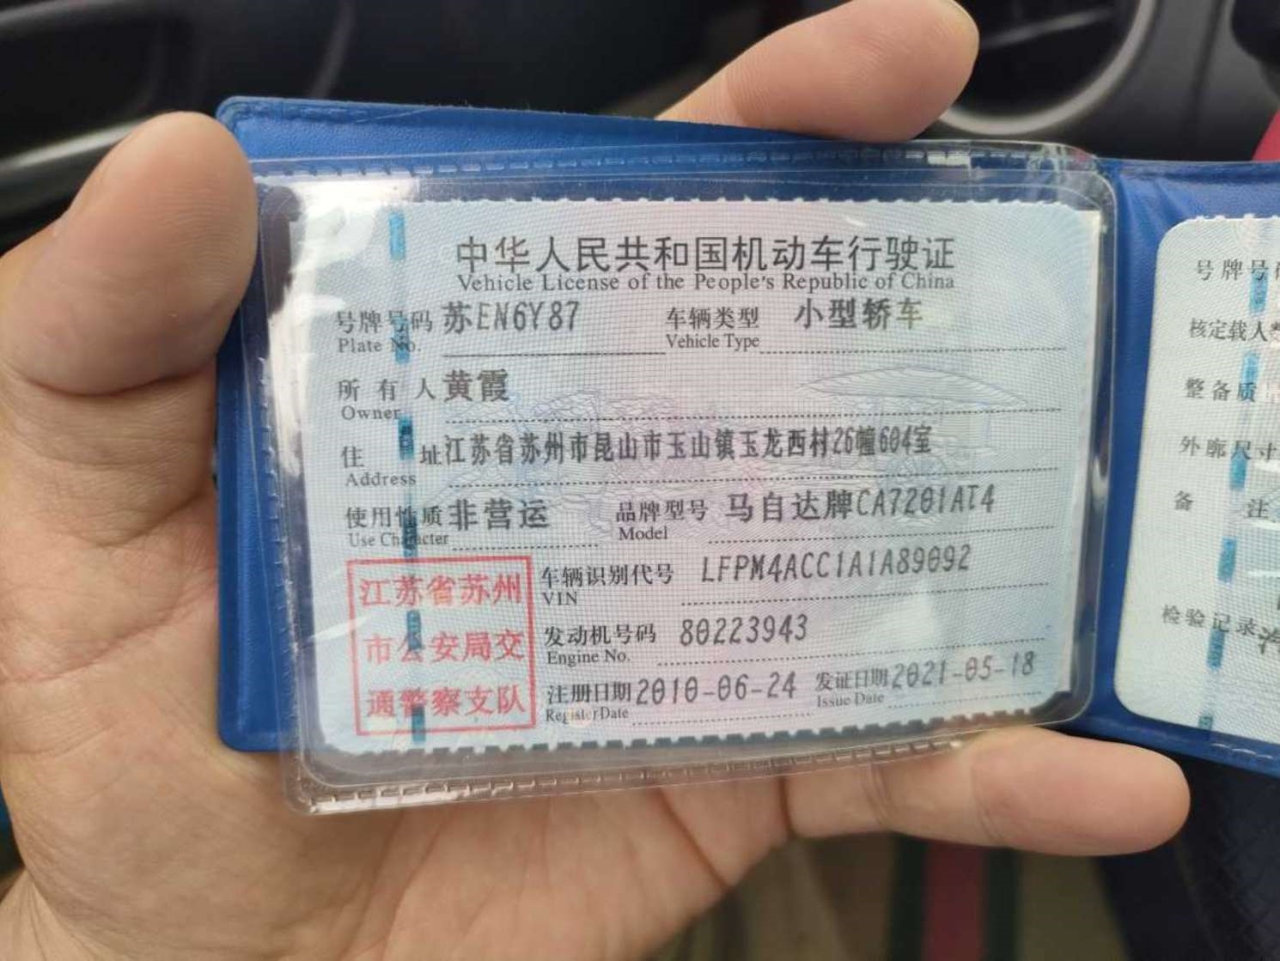 中华人民共和国机动车行驶证
Vehicle License of the People's Republic of China
号牌号码 苏EN6Y87 车辆类型 小型轿车
Plate No. Vehicle Type
所有人 黄霞
Owner
住址 江苏省苏州市昆山市玉山镇玉龙西村26幢604室
Address
使用性质 非营运 品牌型号 马自达牌CA7201AT4
Use Character Model
江苏省苏州
市公安局交
通警察支队
车辆识别代号 LFPM4ACC1A1A89092
VIN
发动机号码 80223943
Engine No.
注册日期 2010-06-24 发证日期 2021-05-18
Register Date Issue Date
号牌号码
核定载人
整备质
外廓尺寸
备注
检验记录